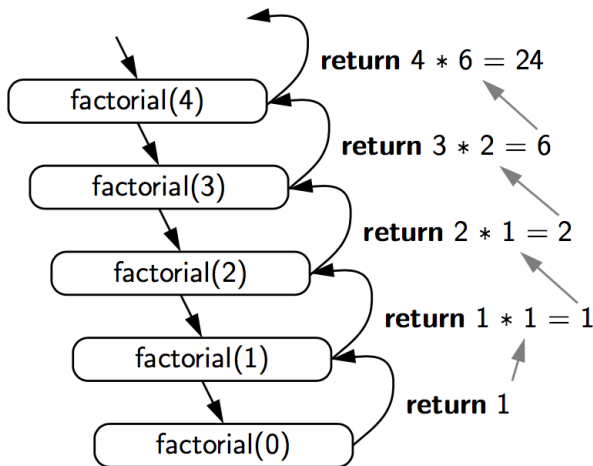 return 4 * 6 = 24
factorial(4)
return 3 * 2 = 6
factorial(3)
return 2 * 1 = 2
factorial(2)
return 1 * 1 = 1
factorial(1)
return 1
factorial(0)